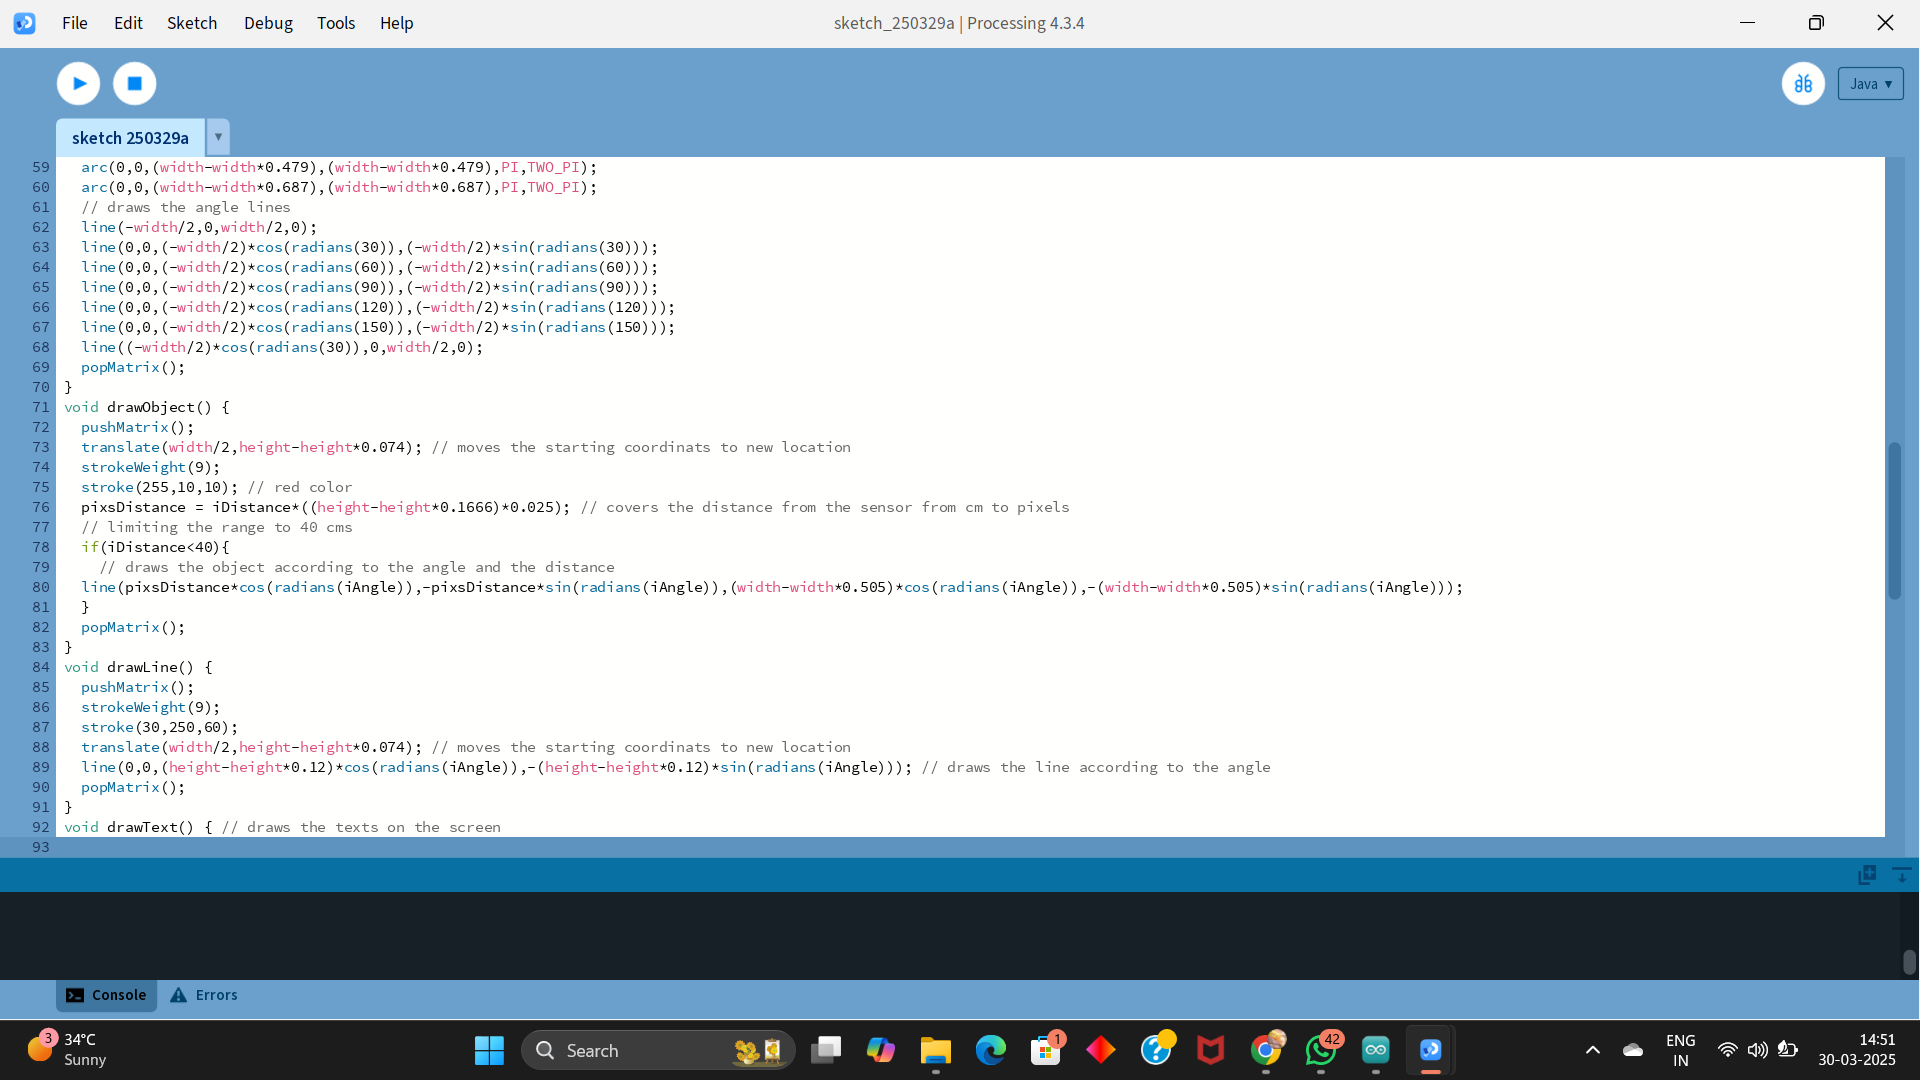 File Edit Sketch Debug Tools Help
sketch_250329a | Processing 4.3.4
Java ▾
sketch 250329a ▾
59 arc(0,0,(width-width*0.479),(width-width*0.479),PI,TWO_PI);
60 arc(0,0,(width-width*0.687),(width-width*0.687),PI,TWO_PI);
61 // draws the angle lines
62 line(-width/2,0,width/2,0);
63 line(0,0,(-width/2)*cos(radians(30)),(-width/2)*sin(radians(30)));
64 line(0,0,(-width/2)*cos(radians(60)),(-width/2)*sin(radians(60)));
65 line(0,0,(-width/2)*cos(radians(90)),(-width/2)*sin(radians(90)));
66 line(0,0,(-width/2)*cos(radians(120)),(-width/2)*sin(radians(120)));
67 line(0,0,(-width/2)*cos(radians(150)),(-width/2)*sin(radians(150)));
68 line((-width/2)*cos(radians(30)),0,width/2,0);
69 popMatrix();
70 }
71 void drawObject() {
72 pushMatrix();
73 translate(width/2,height-height*0.074); // moves the starting coordinats to new location
74 strokeWeight(9);
75 stroke(255,10,10); // red color
76 pixsDistance = iDistance*((height-height*0.1666)*0.025); // covers the distance from the sensor from cm to pixels
77 // limiting the range to 40 cms
78 if(iDistance<40){
79 // draws the object according to the angle and the distance
80 line(pixsDistance*cos(radians(iAngle)),-pixsDistance*sin(radians(iAngle)),(width-width*0.505)*cos(radians(iAngle)),-(width-width*0.505)*sin(radians(iAngle)));
81 }
82 popMatrix();
83 }
84 void drawLine() {
85 pushMatrix();
86 strokeWeight(9);
87 stroke(30,250,60);
88 translate(width/2,height-height*0.074); // moves the starting coordinats to new location
89 line(0,0,(height-height*0.12)*cos(radians(iAngle)),-(height-height*0.12)*sin(radians(iAngle))); // draws the line according to the angle
90 popMatrix();
91 }
92 void drawText() { // draws the texts on the screen
93
Console Errors
3 34°C
Sunny
Search
1
42
ENG
IN
14:51
30-03-2025